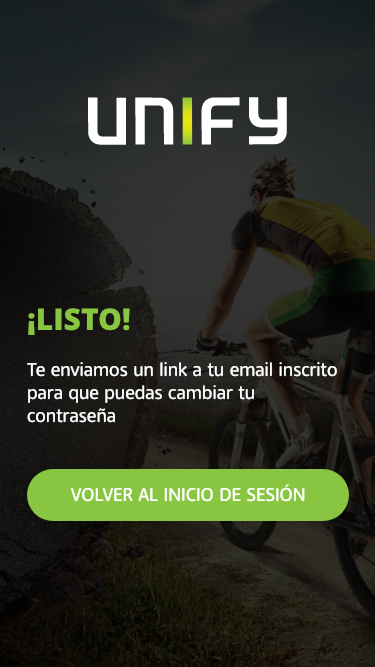 UNIFY
¡LISTO!
Te enviamos un link a tu email inscrito
para que puedas cambiar tu
contraseña
VOLVER AL INICIO DE SESIÓN